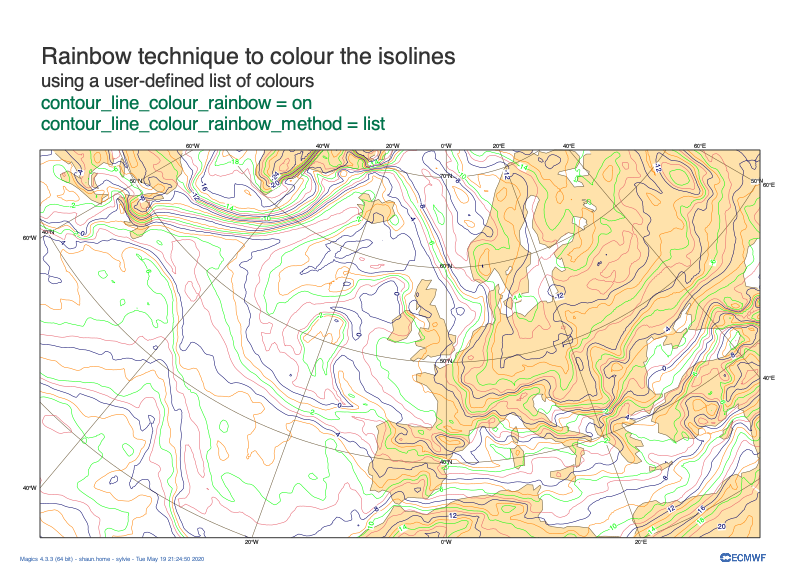 Rainbow technique to colour the isolines
using a user-defined list of colours
contour_line_colour_rainbow = on
contour_line_colour_rainbow_method = list
60°W 40°W 20°W 0°W 20°E 40°E 60°E
50°N 70°N 50°N
60°E
60°W 40°N
60°N
50°N
40°E
40°N
40°W
20°W 0°W 20°E
Magics 4.3.3 (64 bit) - shaun.home - sylvie - Tue May 19 21:24:50 2020
ECMWF